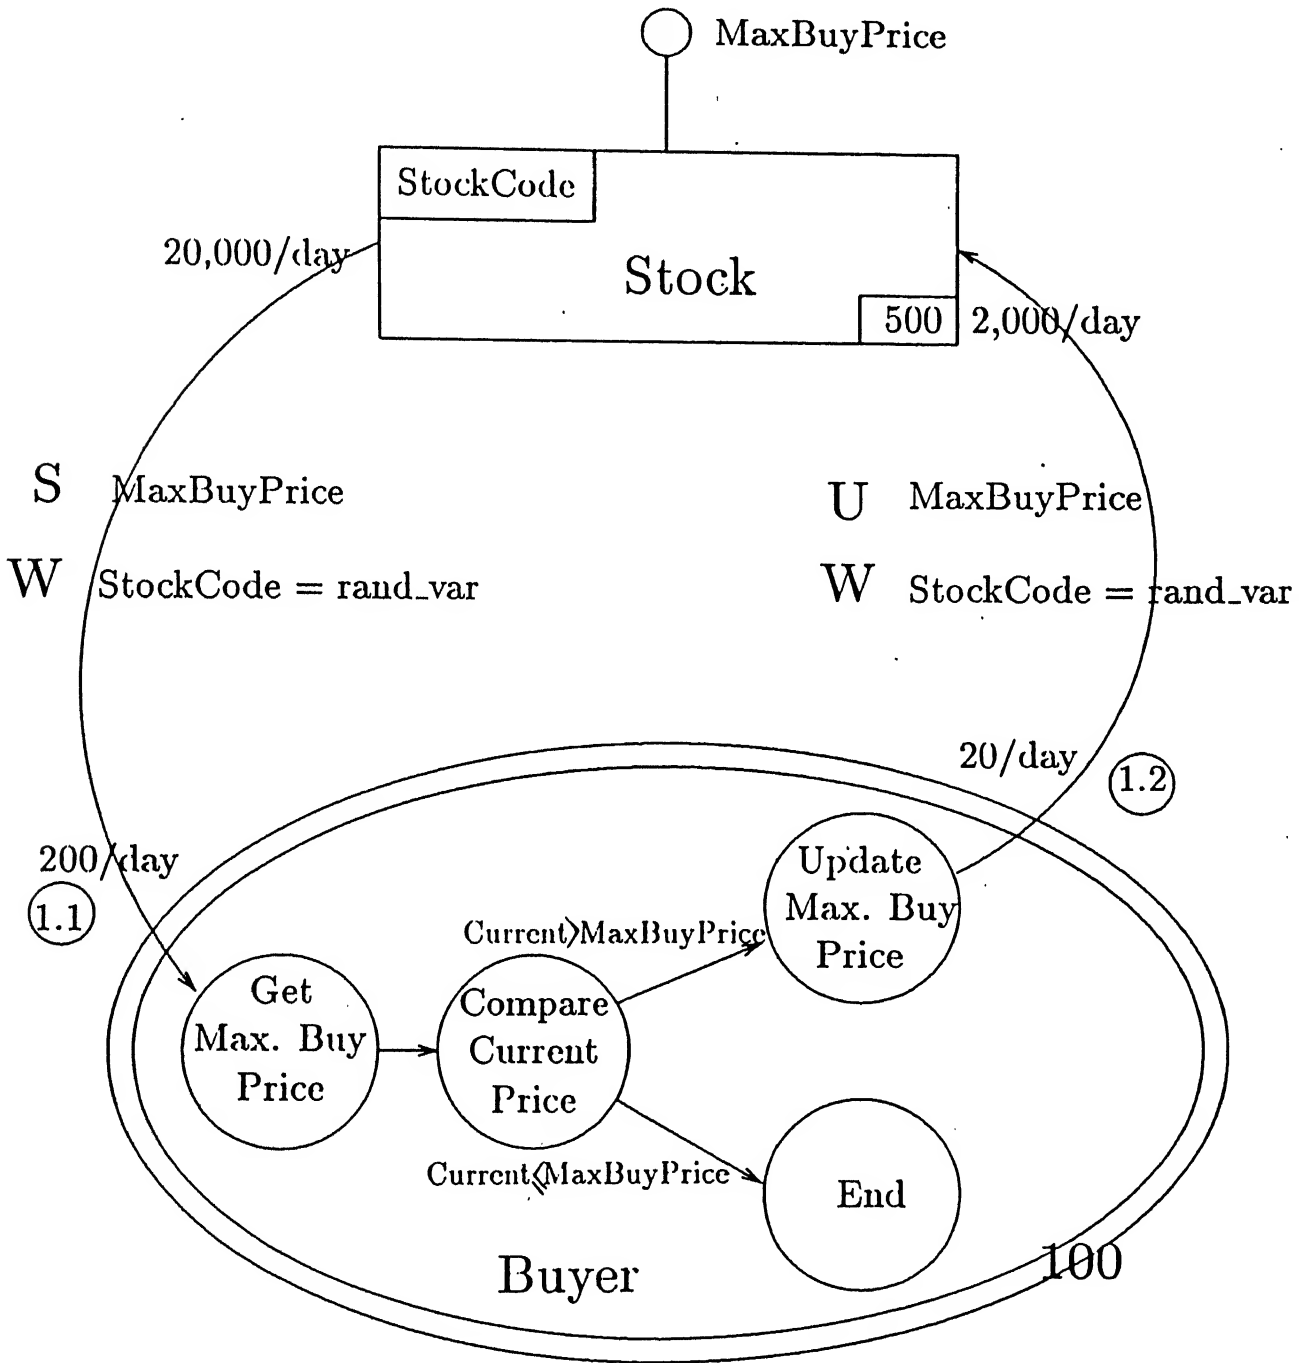 MaxBuyPrice
StockCode
20,000/day
Stock
500
2,000/day
S MaxBuyPrice
W StockCode = rand_var
U MaxBuyPrice
W StockCode = rand_var
20/day
1.2
200/day
1.1
Update
Max. Buy
Price
Current>MaxBuyPrice
Get
Max. Buy
Price
Compare
Current
Price
Current⩽MaxBuyPrice
End
Buyer
100